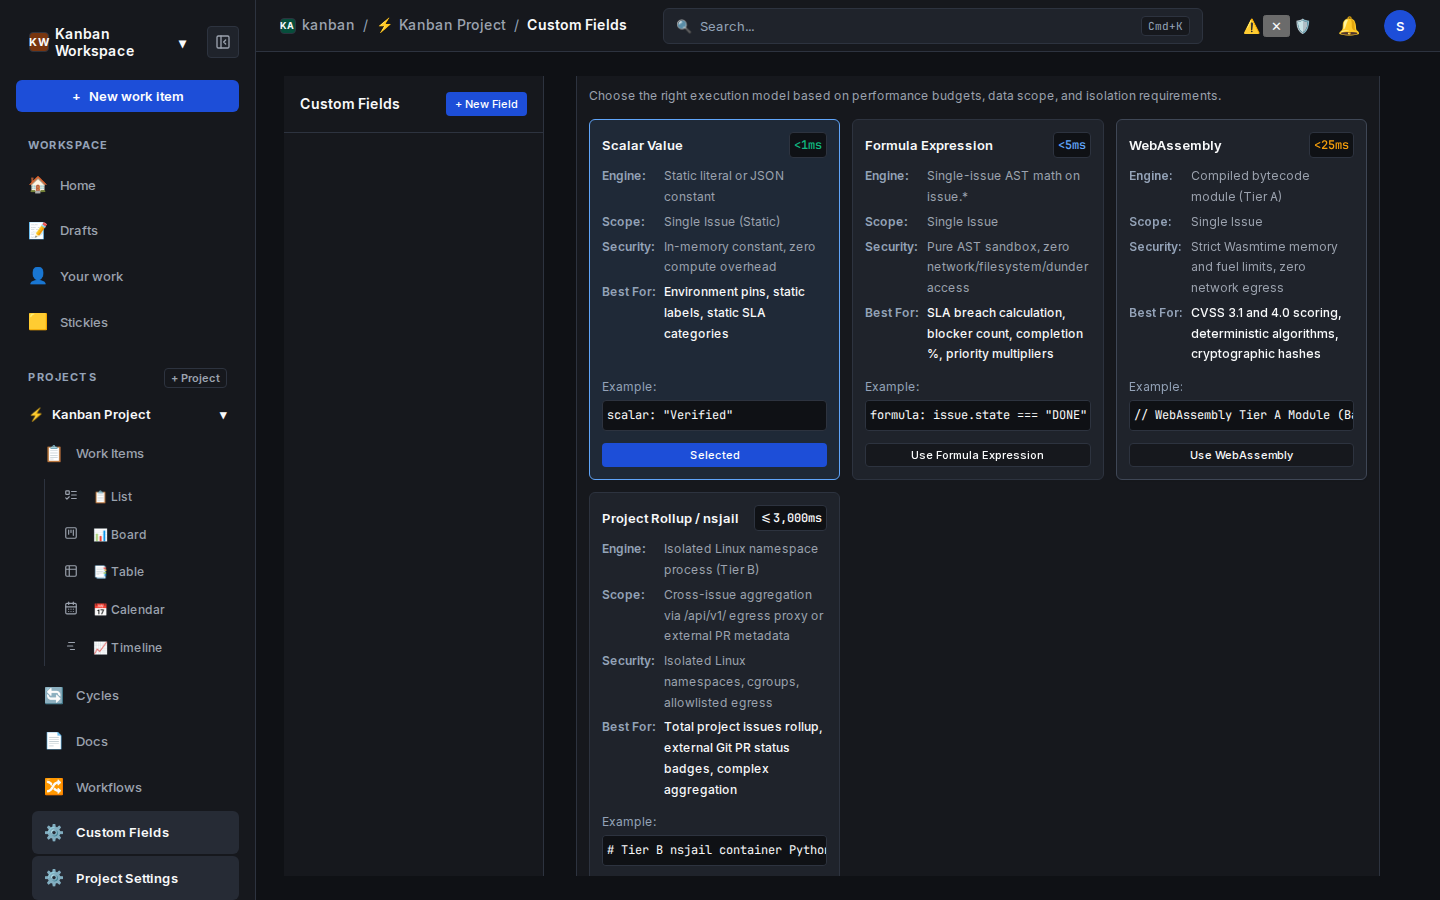 KW Kanban Workspace ▼
+ New work item
WORKSPACE
🏠 Home
📝 Drafts
👤 Your work
🟨 Stickies
PROJECTS + Project
⚡ Kanban Project ▼
📋 Work Items
📋 List
📊 Board
📑 Table
📅 Calendar
📈 Timeline
🔄 Cycles
📄 Docs
🔀 Workflows
⚙️ Custom Fields
⚙️ Project Settings
KA kanban / ⚡ Kanban Project / Custom Fields
🔍 Search... Cmd+K
⚠️ ✕ 🛡️ 🔔 S
Custom Fields + New Field
Choose the right execution model based on performance budgets, data scope, and isolation requirements.
Scalar Value <1ms
Engine: Static literal or JSON
constant
Scope: Single Issue (Static)
Security: In-memory constant, zero
compute overhead
Best For: Environment pins, static
labels, static SLA
categories
Example:
scalar: "Verified"
Selected
Formula Expression <5ms
Engine: Single-issue AST math on
issue.*
Scope: Single Issue
Security: Pure AST sandbox, zero
network/filesystem/dunder
access
Best For: SLA breach calculation,
blocker count, completion
%, priority multipliers
Example:
formula: issue.state === "DONE"
Use Formula Expression
WebAssembly <25ms
Engine: Compiled bytecode
module (Tier A)
Scope: Single Issue
Security: Strict Wasmtime memory
and fuel limits, zero
network egress
Best For: CVSS 3.1 and 4.0 scoring,
deterministic algorithms,
cryptographic hashes
Example:
// WebAssembly Tier A Module (Ba
Use WebAssembly
Project Rollup / nsjail ≤3,000ms
Engine: Isolated Linux namespace
process (Tier B)
Scope: Cross-issue aggregation
via /api/v1/ egress proxy or
external PR metadata
Security: Isolated Linux
namespaces, cgroups,
allowlisted egress
Best For: Total project issues rollup,
external Git PR status
badges, complex
aggregation
Example:
# Tier B nsjail container Python